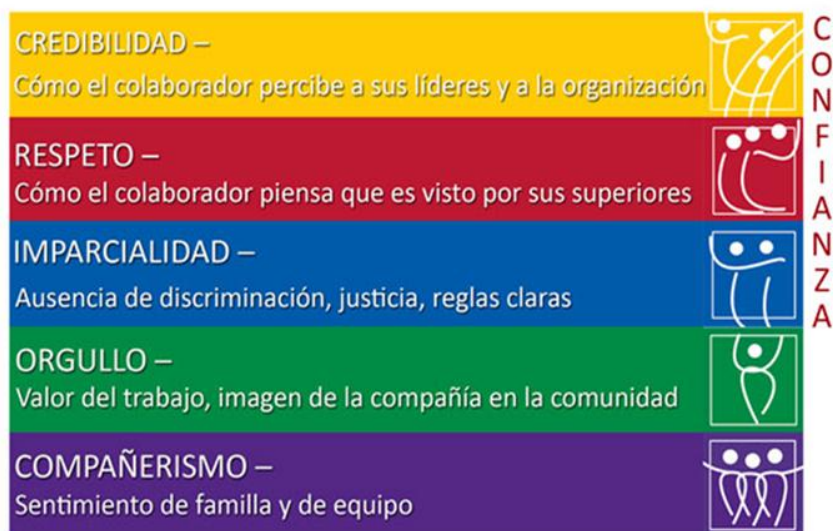 CREDIBILIDAD –
Cómo el colaborador percibe a sus líderes y a la organización
RESPETO –
Cómo el colaborador piensa que es visto por sus superiores
IMPARCIALIDAD –
Ausencia de discriminación, justicia, reglas claras
ORGULLO –
Valor del trabajo, imagen de la compañía en la comunidad
COMPAÑERISMO –
Sentimiento de familla y de equipo
CONFIANZA